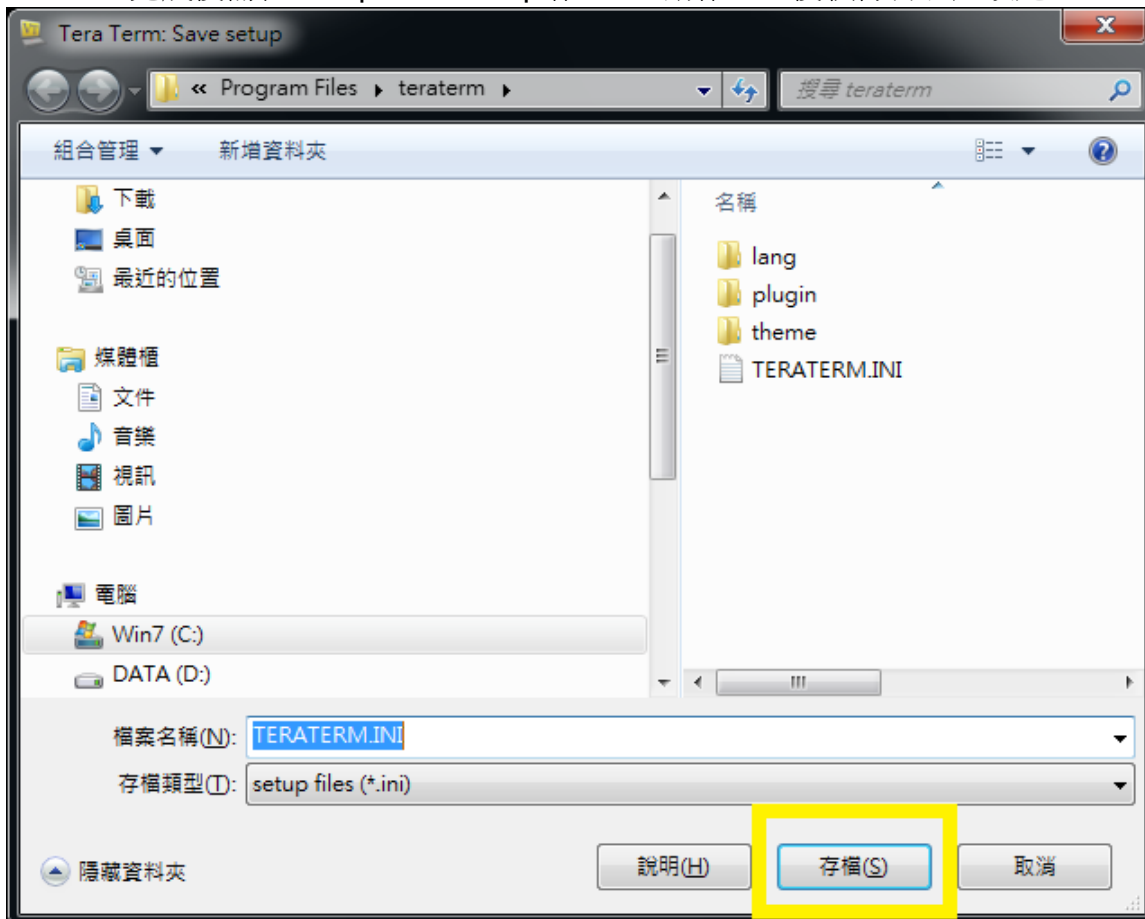 Tera Term: Save setup
« Program Files ▸ teraterm ▸
搜尋 teraterm
組合管理 ▼ 新增資料夾
下載
桌面
最近的位置
媒體櫃
文件
音樂
視訊
圖片
電腦
Win7 (C:)
DATA (D:)
名稱
lang
plugin
theme
TERATERM.INI
檔案名稱(N): TERATERM.INI
存檔類型(T): setup files (*.ini)
隱藏資料夾
說明(H)
存檔(S)
取消